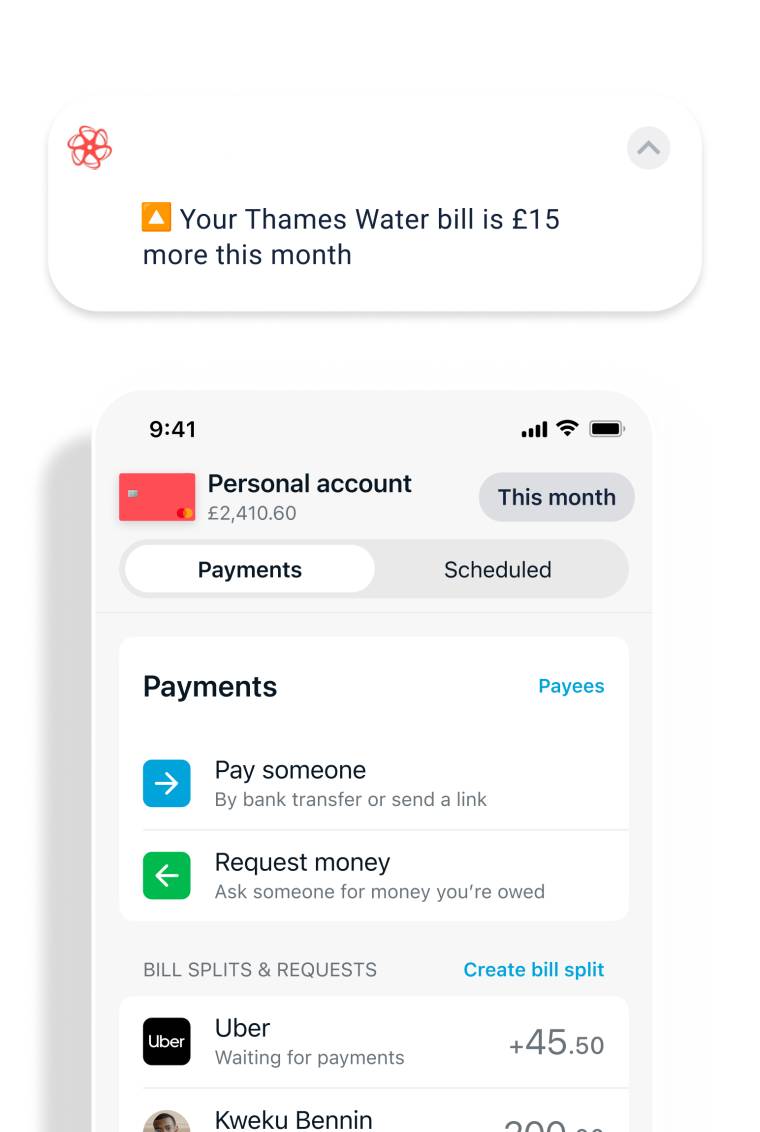 🔼 Your Thames Water bill is £15
more this month
9:41
Personal account
£2,410.60
This month
Payments
Scheduled
Payments
Payees
Pay someone
By bank transfer or send a link
Request money
Ask someone for money you’re owed
BILL SPLITS & REQUESTS
Create bill split
Uber
Uber
+45.50
Waiting for payments
Kweku Bennin